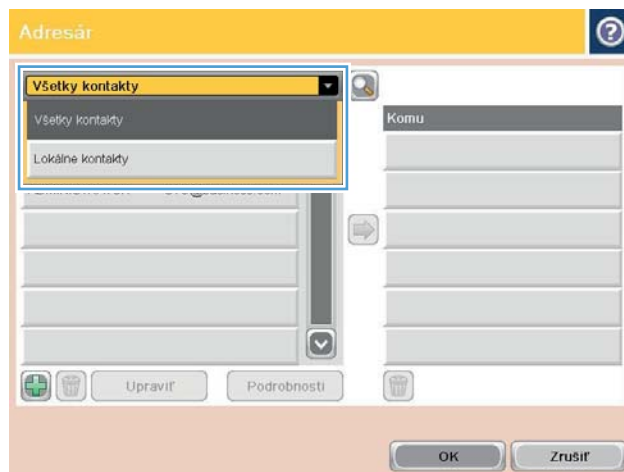 Adresár
Všetky kontakty
Všetky kontakty
Lokálne kontakty
Komu
Upraviť
Podrobnosti
OK
Zrušiť